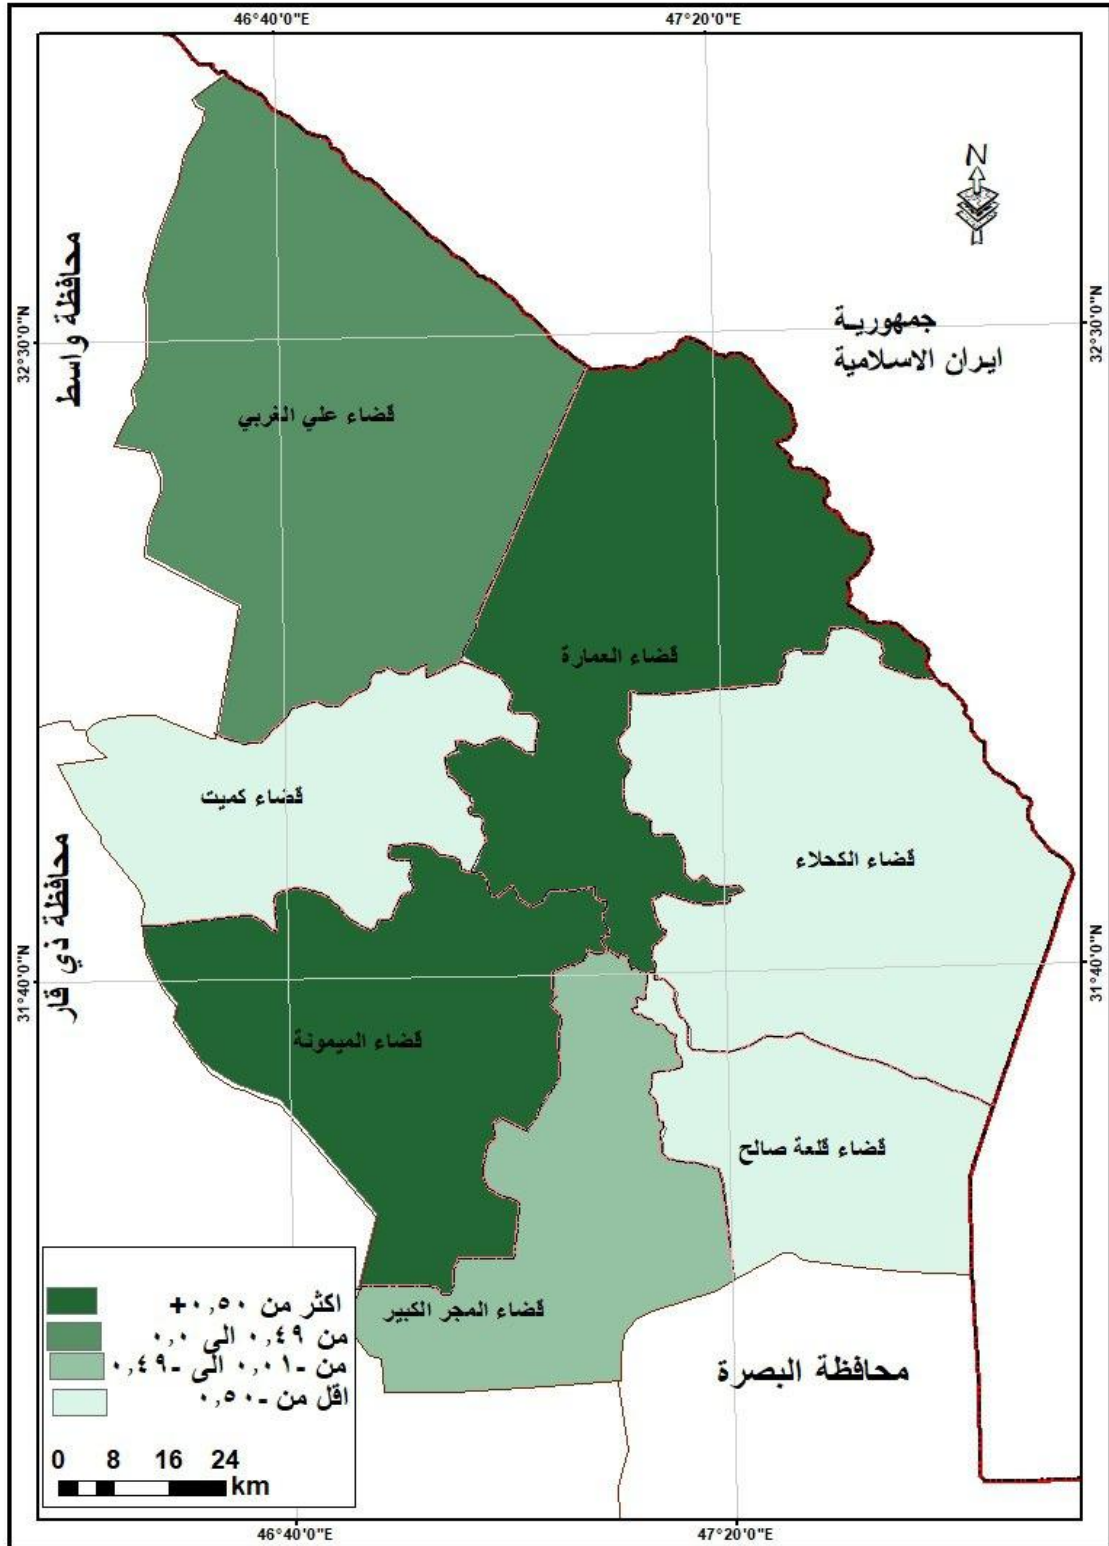 46°40'0"E
47°20'0"E
N
محافظة واسط
جمهورية
ايران الاسلامية
32°30'0"N
32°30'0"N
قضاء علي الغربي
قضاء العمارة
قضاء كميت
قضاء الكحلاء
محافظة ذي قار
31°40'0"N
31°40'0"N
قضاء الميمونة
قضاء قلعة صالح
قضاء المجر الكبير
محافظة البصرة
اكثر من ٠,٥٠+
من ٠,٤٩ الى ٠,٠
من -٠,٠١ الى -٠,٤٩
اقل من -٠,٥٠
0 8 16 24
km
46°40'0"E
47°20'0"E